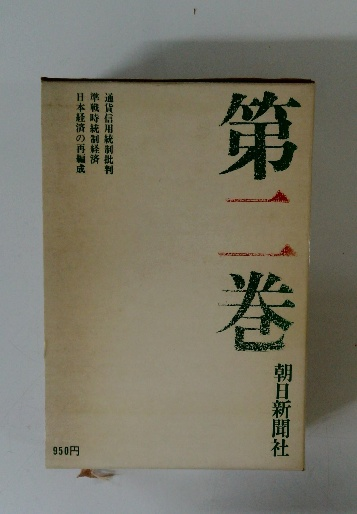 第二巻
朝日新聞社
通貨信用統制批判
準戦時統制経済
日本経済の再編成
950円